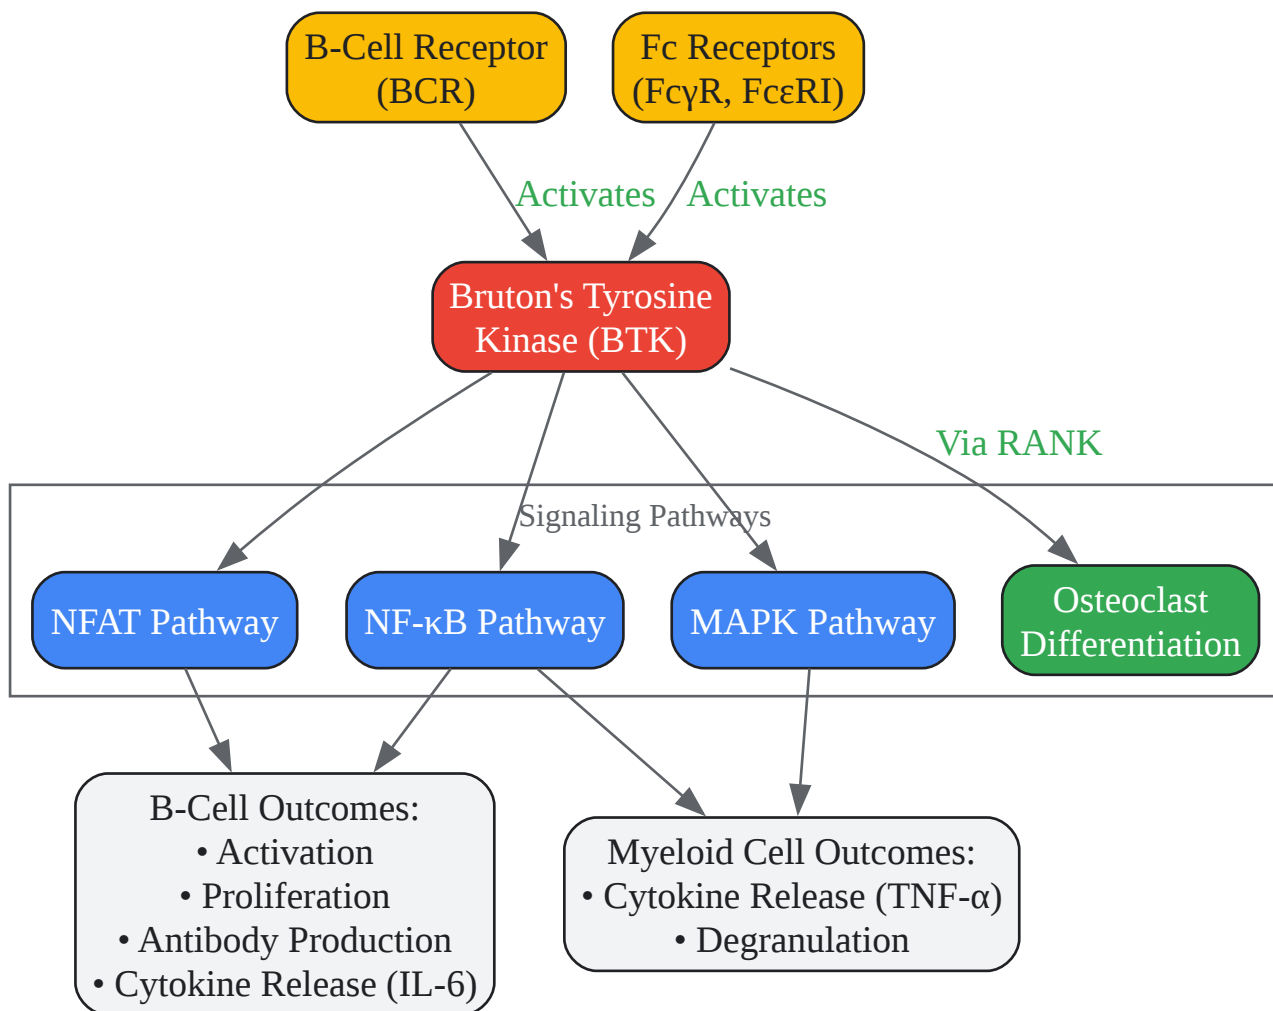 B-Cell Receptor
(BCR)
Fc Receptors
(FcγR, FcεRI)
Activates
Activates
Bruton's Tyrosine
Kinase (BTK)
Via RANK
Signaling Pathways
NFAT Pathway
NF-κB Pathway
MAPK Pathway
Osteoclast
Differentiation
B-Cell Outcomes:
• Activation
• Proliferation
• Antibody Production
• Cytokine Release (IL-6)
Myeloid Cell Outcomes:
• Cytokine Release (TNF-α)
• Degranulation